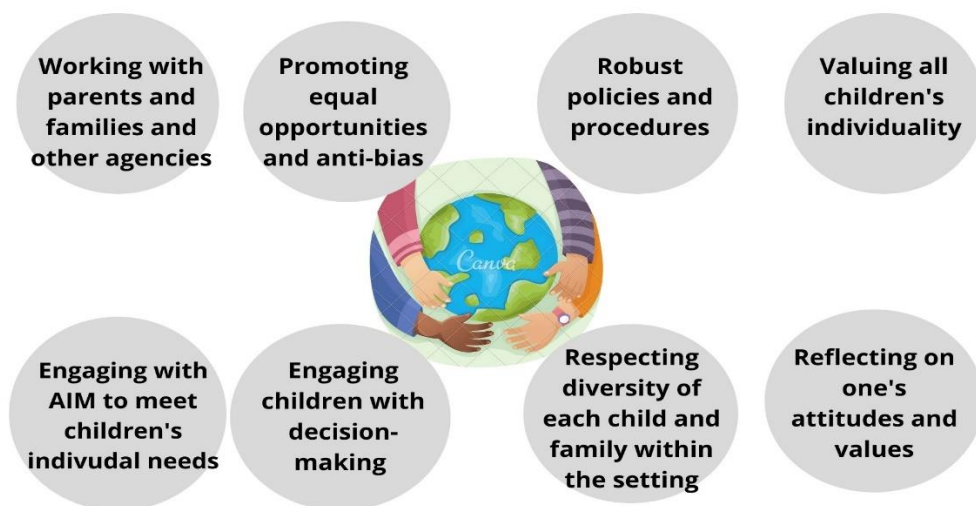 Working with
parents and
families and
other agencies
Promoting
equal
opportunities
and anti-bias
Robust
policies and
procedures
Valuing all
children's
individuality
Canva
Engaging with
AIM to meet
children's
indivudal needs
Engaging
children with
decision-
making
Respecting
diversity of
each child and
family within
the setting
Reflecting on
one's
attitudes and
values